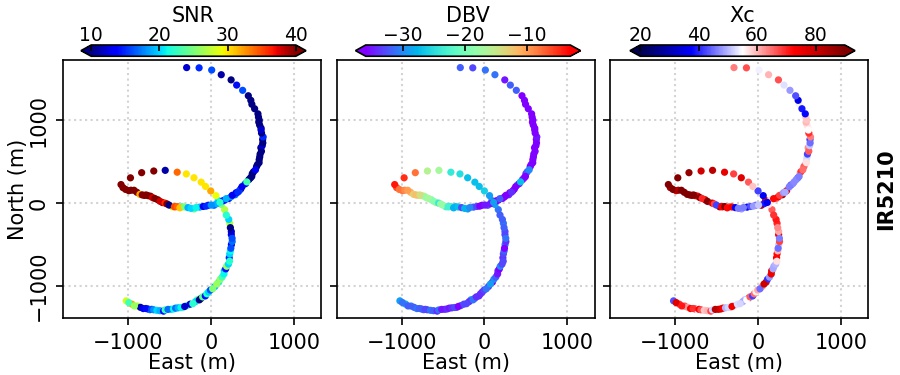 SNR DBV Xc
10 20 30 40 −30 −20 −10 20 40 60 80
1000
0
−1000
North (m)
−1000 0 1000 −1000 0 1000 −1000 0 1000
East (m) East (m) East (m)
IR5210